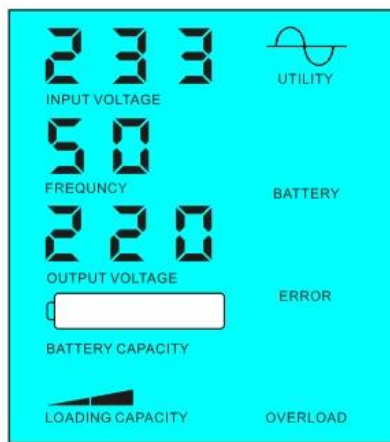 233
UTILITY
INPUT VOLTAGE
50
FREQUNCY
BATTERY
220
OUTPUT VOLTAGE
ERROR
BATTERY CAPACITY
LOADING CAPACITY
OVERLOAD